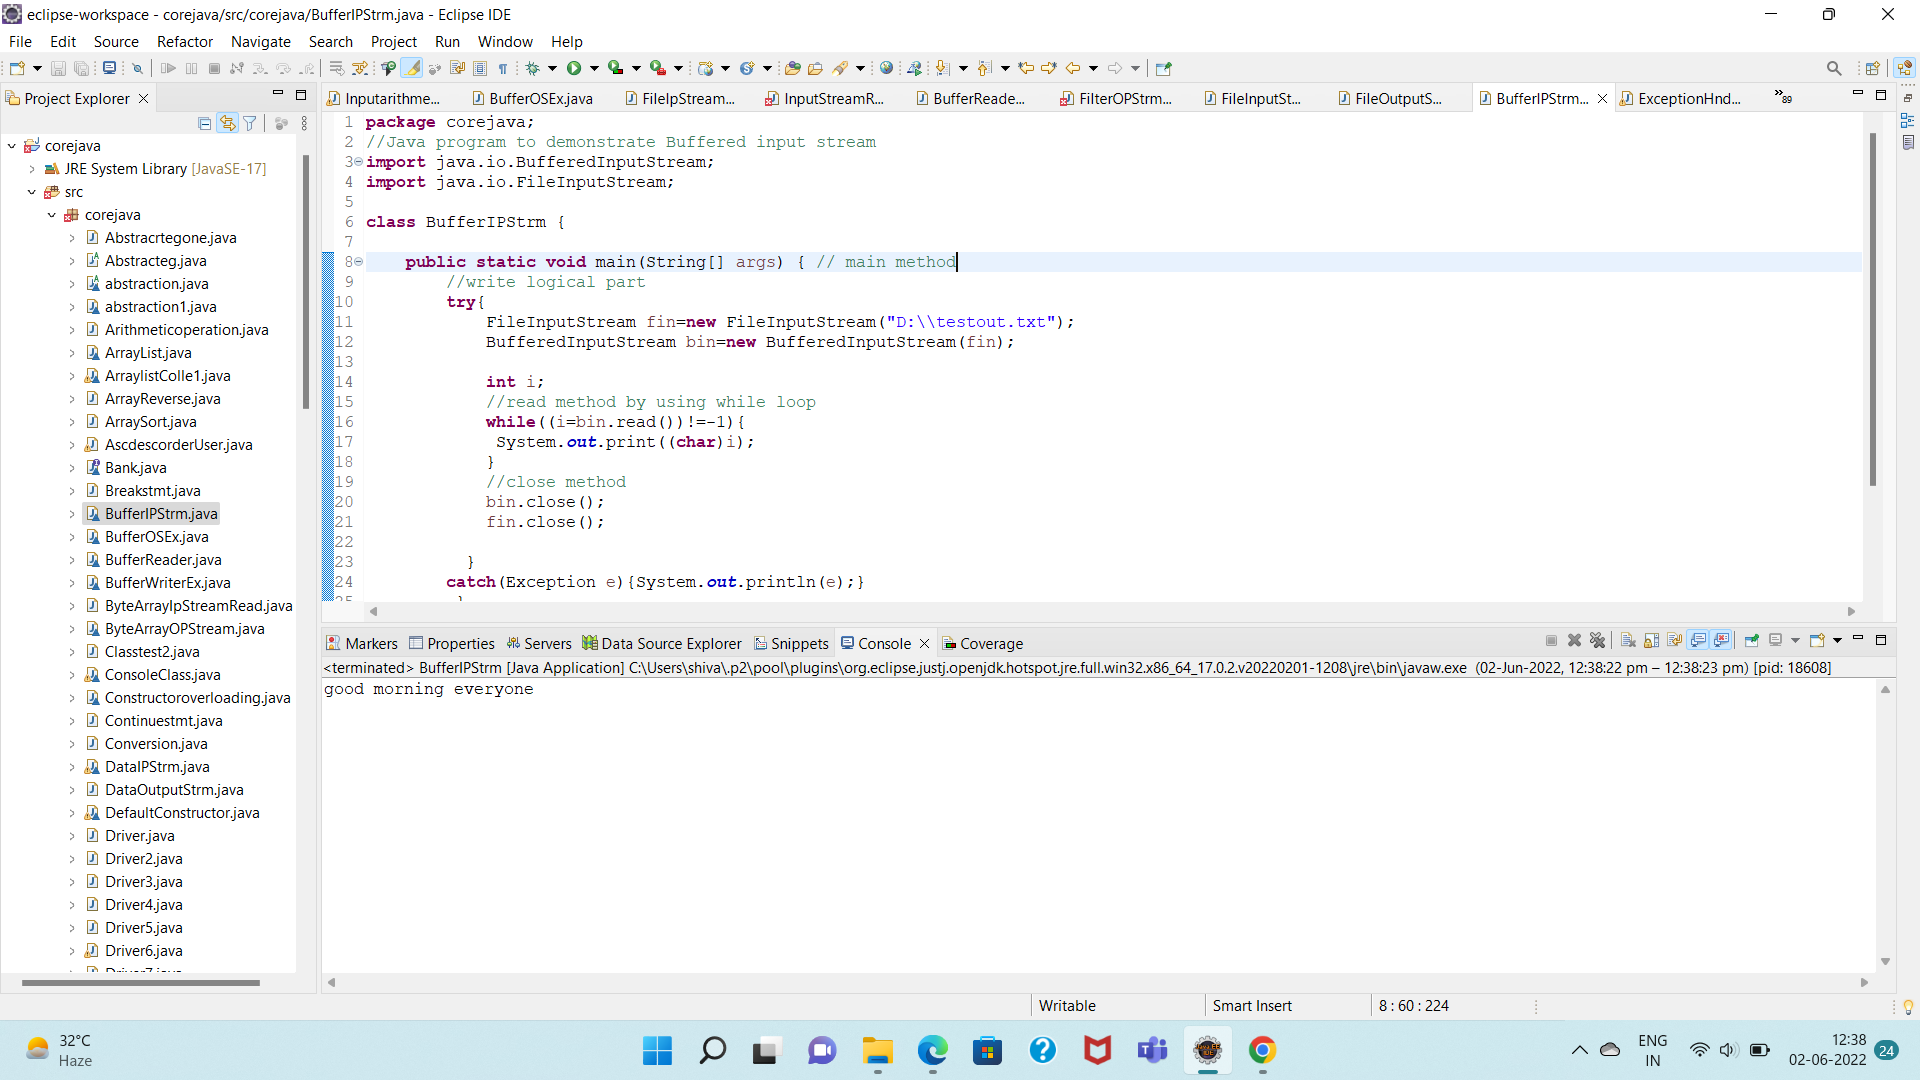 eclipse-workspace - corejava/src/corejava/BufferIPStrm.java - Eclipse IDE
File Edit Source Refactor Navigate Search Project Run Window Help
Project Explorer
Inputarithme... BufferOSEx.java FileIpStream... InputStreamR... BufferReade... FilterOPStrm... FileInputSt... FileOutputS... BufferIPStrm... ExceptionHnd... »89
corejava
JRE System Library [JavaSE-17]
src
corejava
Abstracrtegone.java
Abstracteg.java
abstraction.java
abstraction1.java
Arithmeticoperation.java
ArrayList.java
ArraylistColle1.java
ArrayReverse.java
ArraySort.java
AscdescorderUser.java
Bank.java
Breakstmt.java
BufferIPStrm.java
BufferOSEx.java
BufferReader.java
BufferWriterEx.java
ByteArrayIpStreamRead.java
ByteArrayOPStream.java
Classtest2.java
ConsoleClass.java
Constructoroverloading.java
Continuestmt.java
Conversion.java
DataIPStrm.java
DataOutputStrm.java
DefaultConstructor.java
Driver.java
Driver2.java
Driver3.java
Driver4.java
Driver5.java
Driver6.java
1 package corejava;
2 //Java program to demonstrate Buffered input stream
3 import java.io.BufferedInputStream;
4 import java.io.FileInputStream;
5
6 class BufferIPStrm {
7
8 public static void main(String[] args) { // main method
9 //write logical part
10 try{
11 FileInputStream fin=new FileInputStream("D:\\testout.txt");
12 BufferedInputStream bin=new BufferedInputStream(fin);
13
14 int i;
15 //read method by using while loop
16 while((i=bin.read())!=-1){
17 System.out.print((char)i);
18 }
19 //close method
20 bin.close();
21 fin.close();
22
23 }
24 catch(Exception e){System.out.println(e);}
Markers Properties Servers Data Source Explorer Snippets Console Coverage
<terminated> BufferIPStrm [Java Application] C:\Users\shiva\.p2\pool\plugins\org.eclipse.justj.openjdk.hotspot.jre.full.win32.x86_64_17.0.2.v20220201-1208\jre\bin\javaw.exe (02-Jun-2022, 12:38:22 pm – 12:38:23 pm) [pid: 18608]
good morning everyone
Writable Smart Insert 8 : 60 : 224
32°C
Haze
ENG
IN
12:38
02-06-2022
24